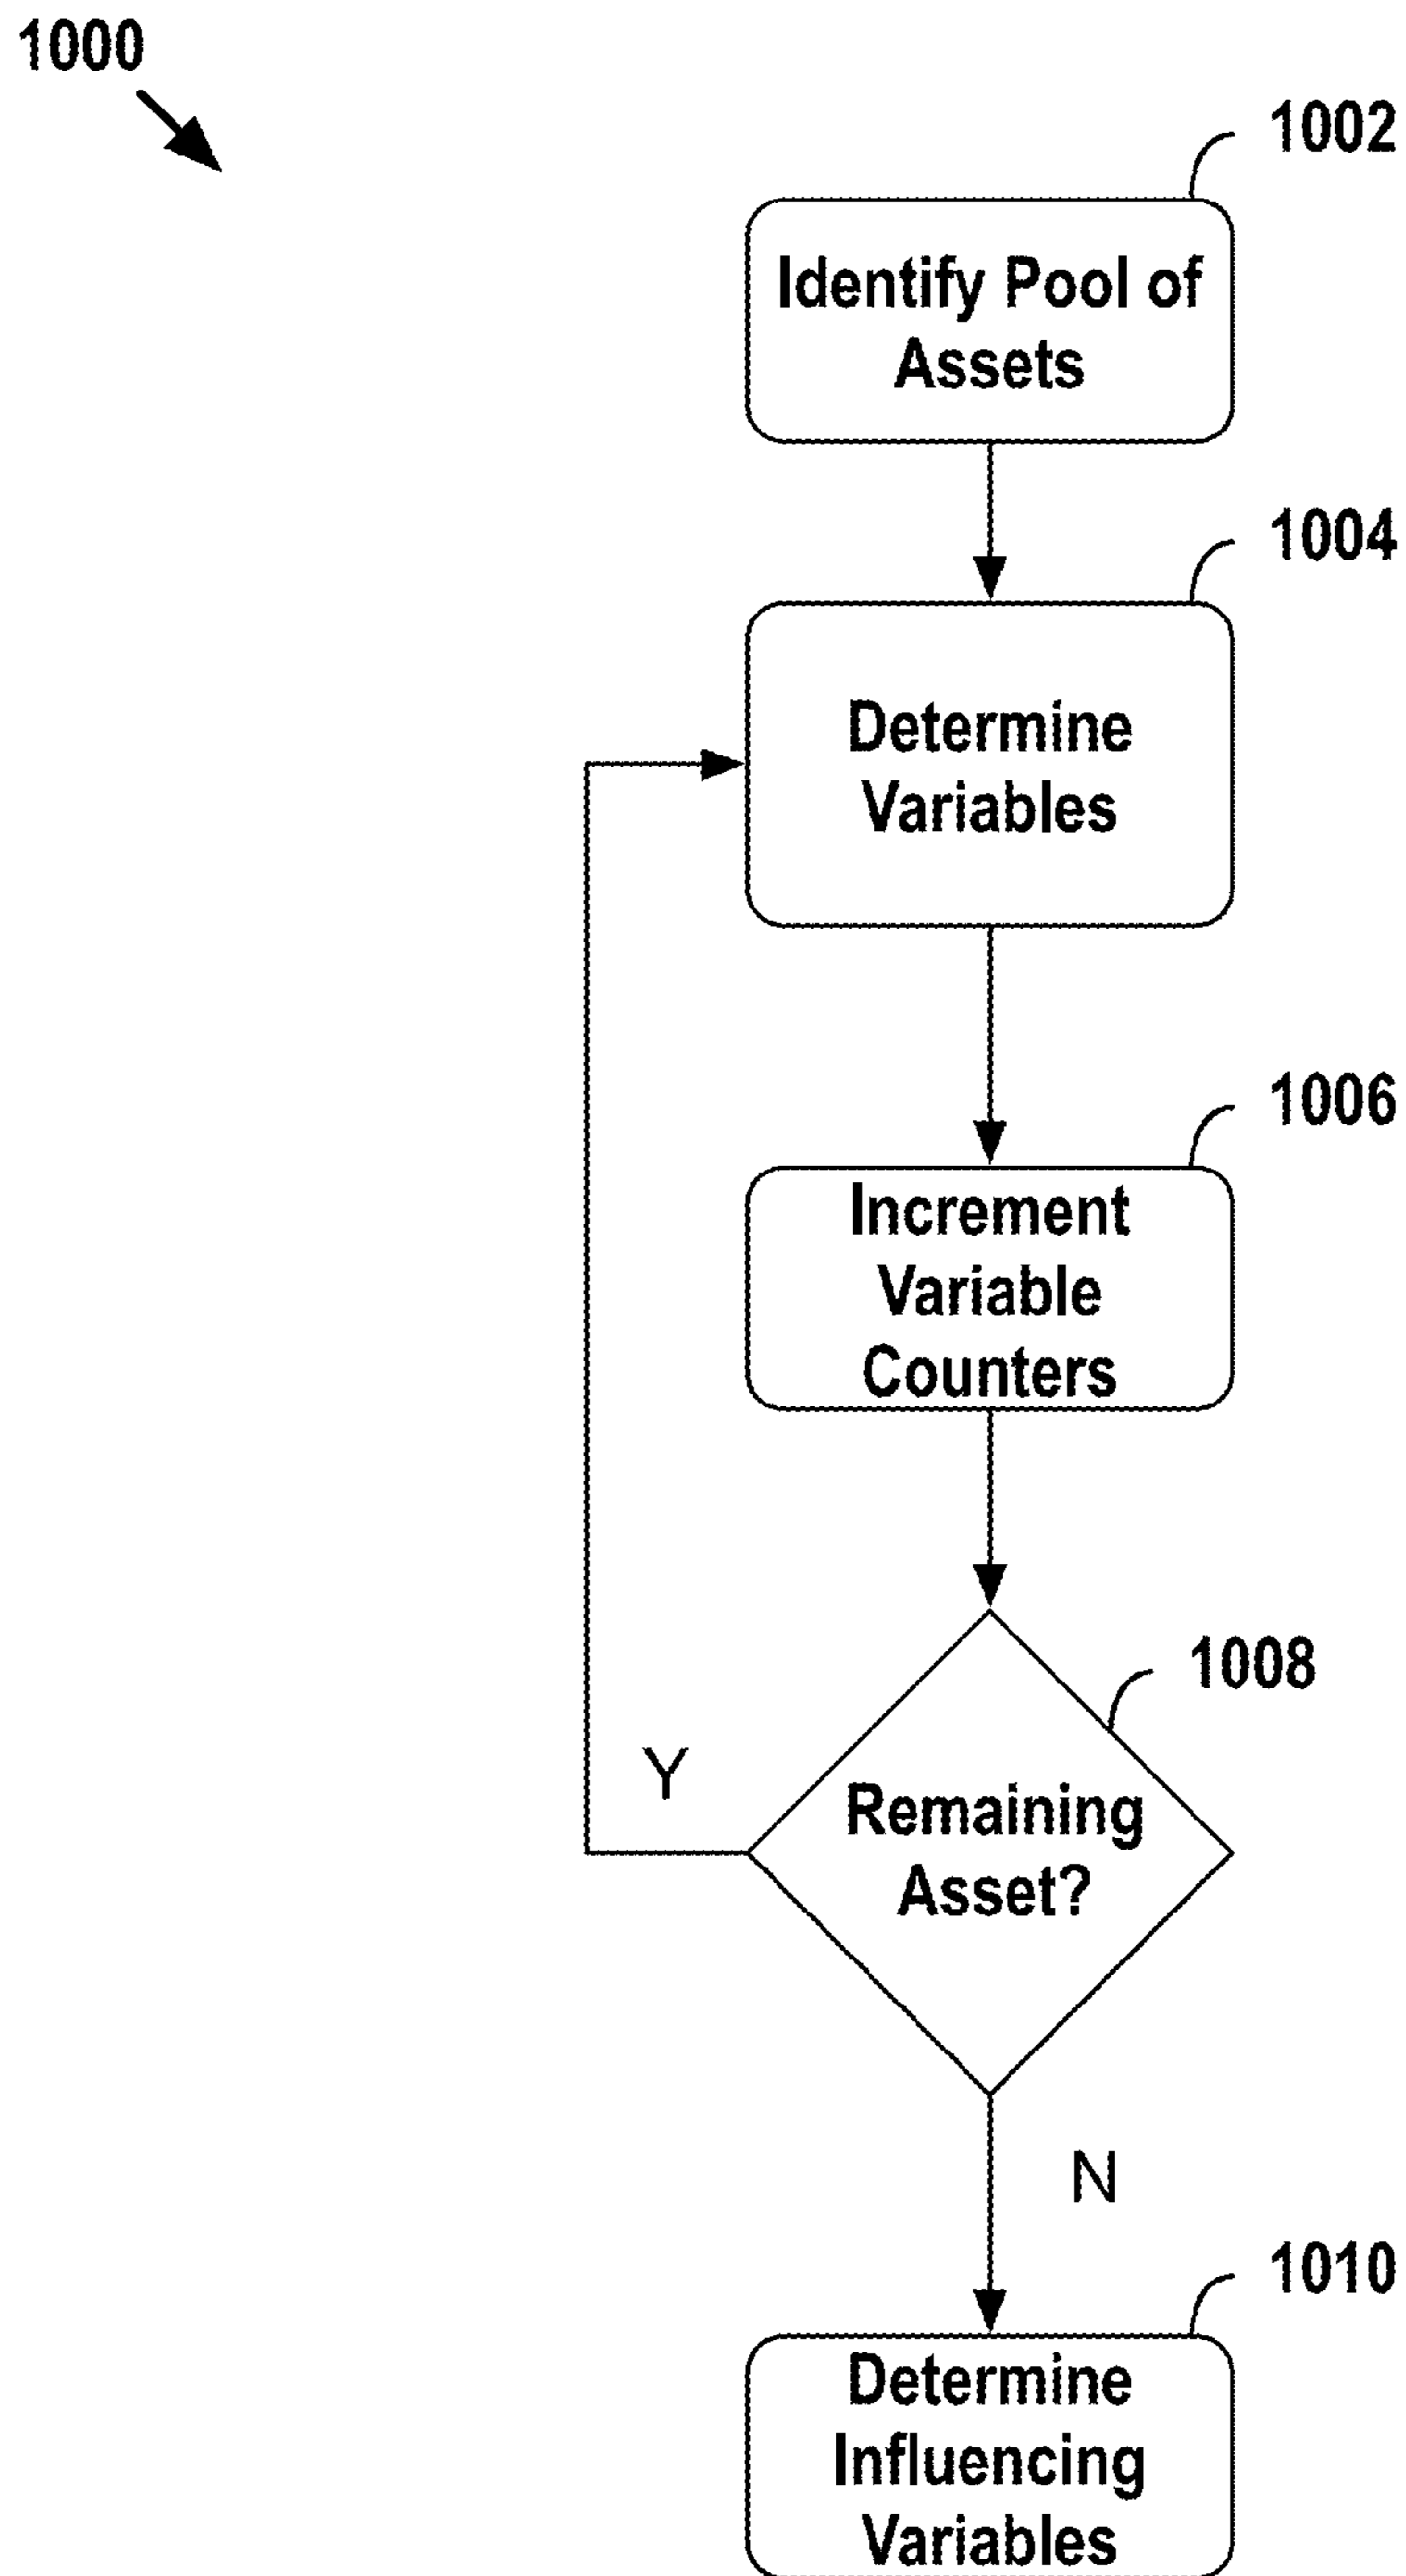 1000
1002
Identify Pool of
Assets
1004
Determine
Variables
1006
Increment
Variable
Counters
1008
Y
Remaining
Asset?
N
1010
Determine
Influencing
Variables